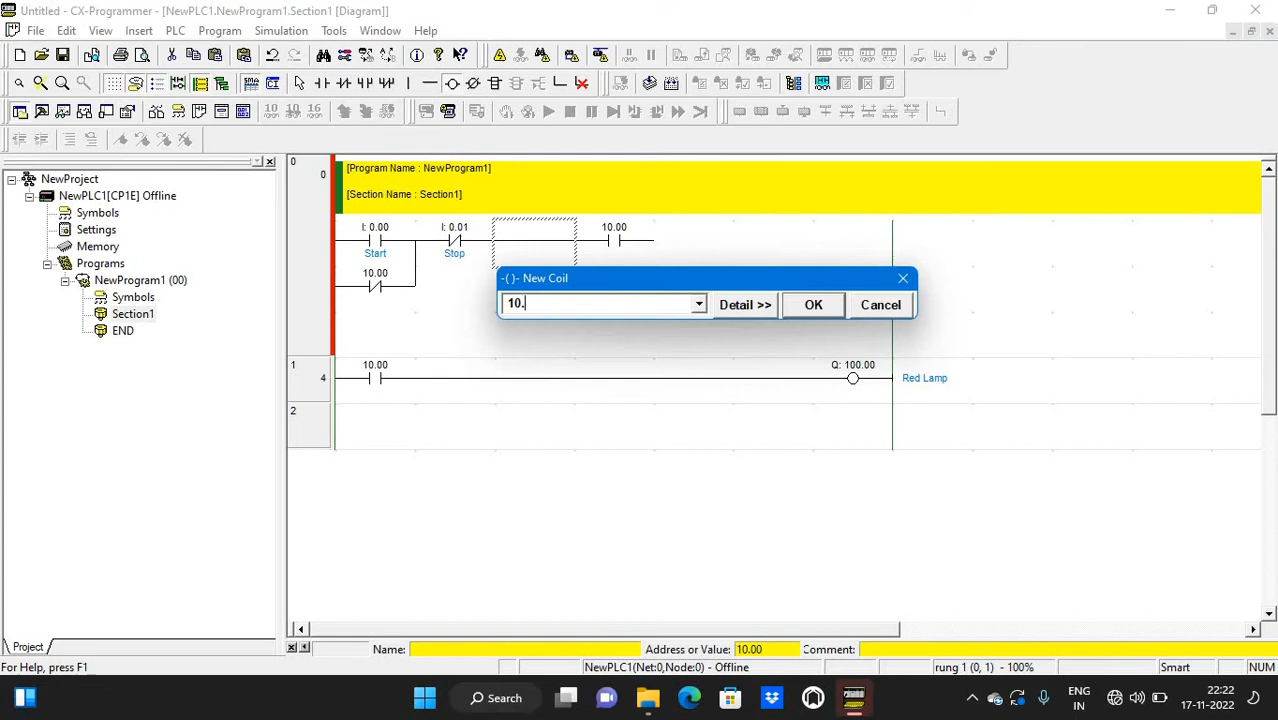 Untitled - CX-Programmer - [NewPLC1.NewProgram1.Section1 [Diagram]]
File Edit View Insert PLC Program Simulation Tools Window Help
10 10 16
NewProject
NewPLC1[CP1E] Offline
Symbols
Settings
Memory
Programs
NewProgram1 (00)
Symbols
Section1
END
Project
0
0
[Program Name : NewProgram1]
[Section Name : Section1]
I: 0.00 I: 0.01 10.00
Start Stop
10.00
-( )- New Coil
10.
Detail >> OK Cancel
1
4
10.00 Q: 100.00
Red Lamp
2
Name: Address or Value: 10.00 Comment:
For Help, press F1 NewPLC1(Net:0,Node:0) - Offline rung 1 (0, 1) - 100% Smart NUM
Search
ENG
IN
22:22
17-11-2022